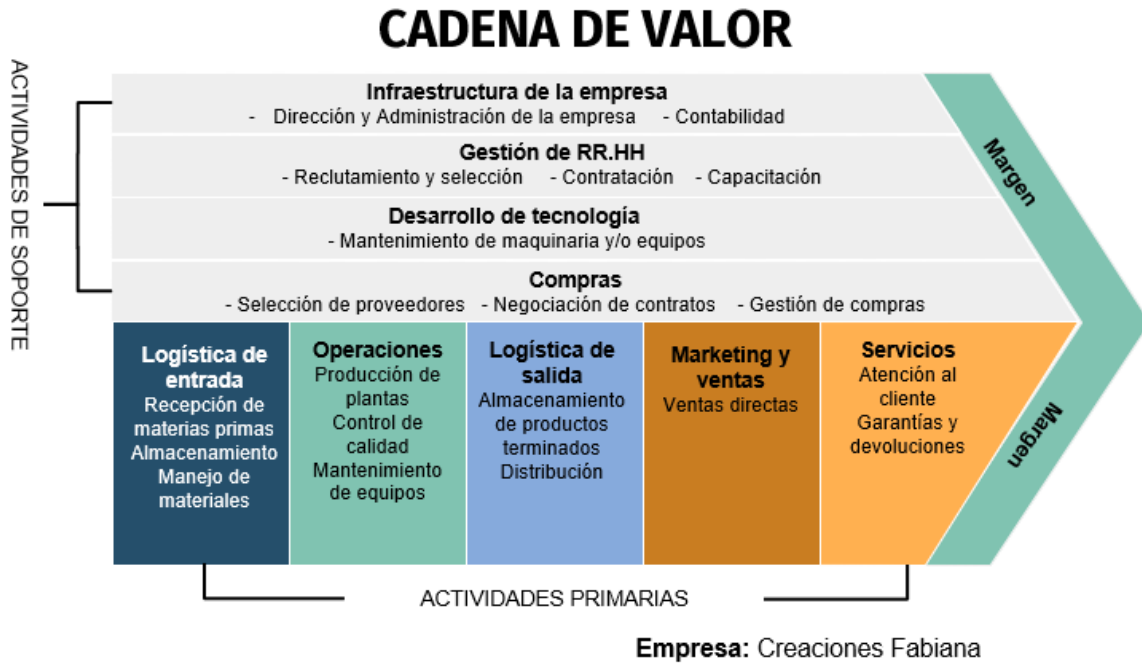 CADENA DE VALOR
ACTIVIDADES DE SOPORTE
Infraestructura de la empresa
- Dirección y Administración de la empresa - Contabilidad
Gestión de RR.HH
- Reclutamiento y selección - Contratación - Capacitación
Desarrollo de tecnología
- Mantenimiento de maquinaria y/o equipos
Compras
- Selección de proveedores - Negociación de contratos - Gestión de compras
Margen
Logística de
entrada
Recepción de
materias primas
Almacenamiento
Manejo de
materiales
Operaciones
Producción de
plantas
Control de
calidad
Mantenimiento
de equipos
Logística de
salida
Almacenamiento
de productos
terminados
Distribución
Marketing y
ventas
Ventas directas
Servicios
Atención al
cliente
Garantías y
devoluciones
Margen
ACTIVIDADES PRIMARIAS
Empresa: Creaciones Fabiana